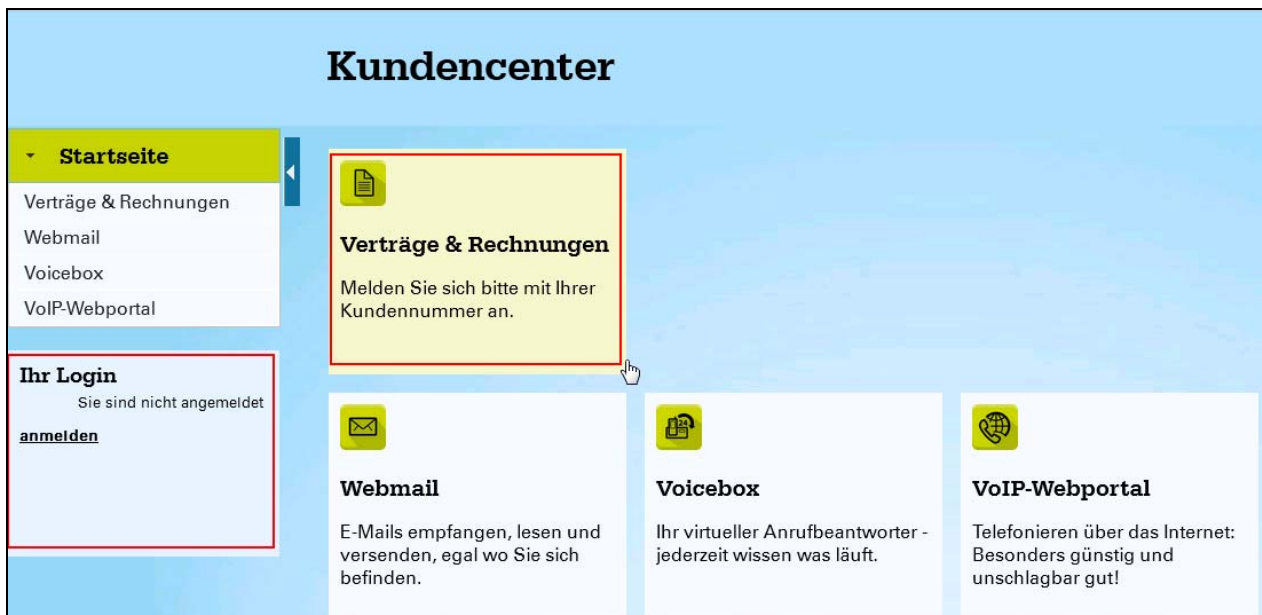 Kundencenter
Startseite
Verträge & Rechnungen
Webmail
Voicebox
VoIP-Webportal
Ihr Login
Sie sind nicht angemeldet
anmelden
Verträge & Rechnungen
Melden Sie sich bitte mit Ihrer
Kundennummer an.
Webmail
E-Mails empfangen, lesen und
versenden, egal wo Sie sich
befinden.
24
Voicebox
Ihr virtueller Anrufbeantworter -
jederzeit wissen was läuft.
VoIP-Webportal
Telefonieren über das Internet:
Besonders günstig und
unschlagbar gut!